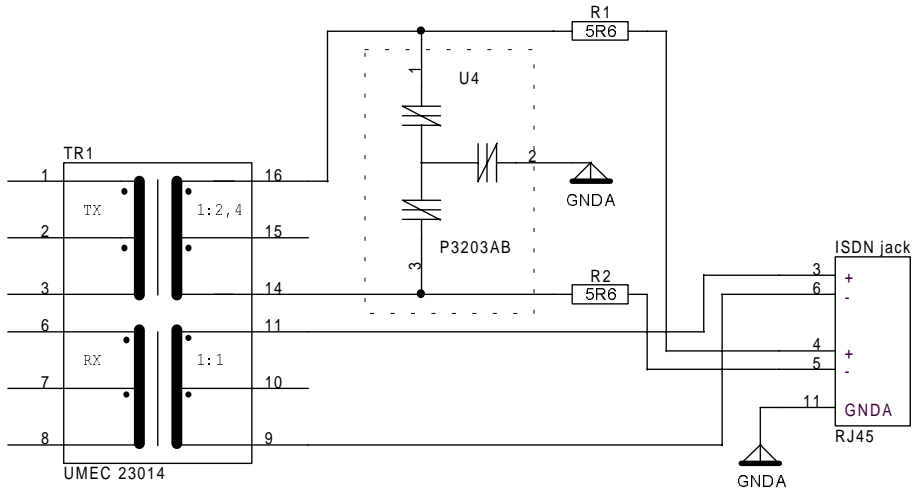 R1
5R6
1
U4
TR1
2
1
16
GNDA
TX
1:2,4
2
15
P3203AB
ISDN jack
3
R2
3
+
3
14
5R6
6
-
6
11
RX
1:1
4
+
5
-
7
10
11
GNDA
8
9
RJ45
UMEC 23014
GNDA